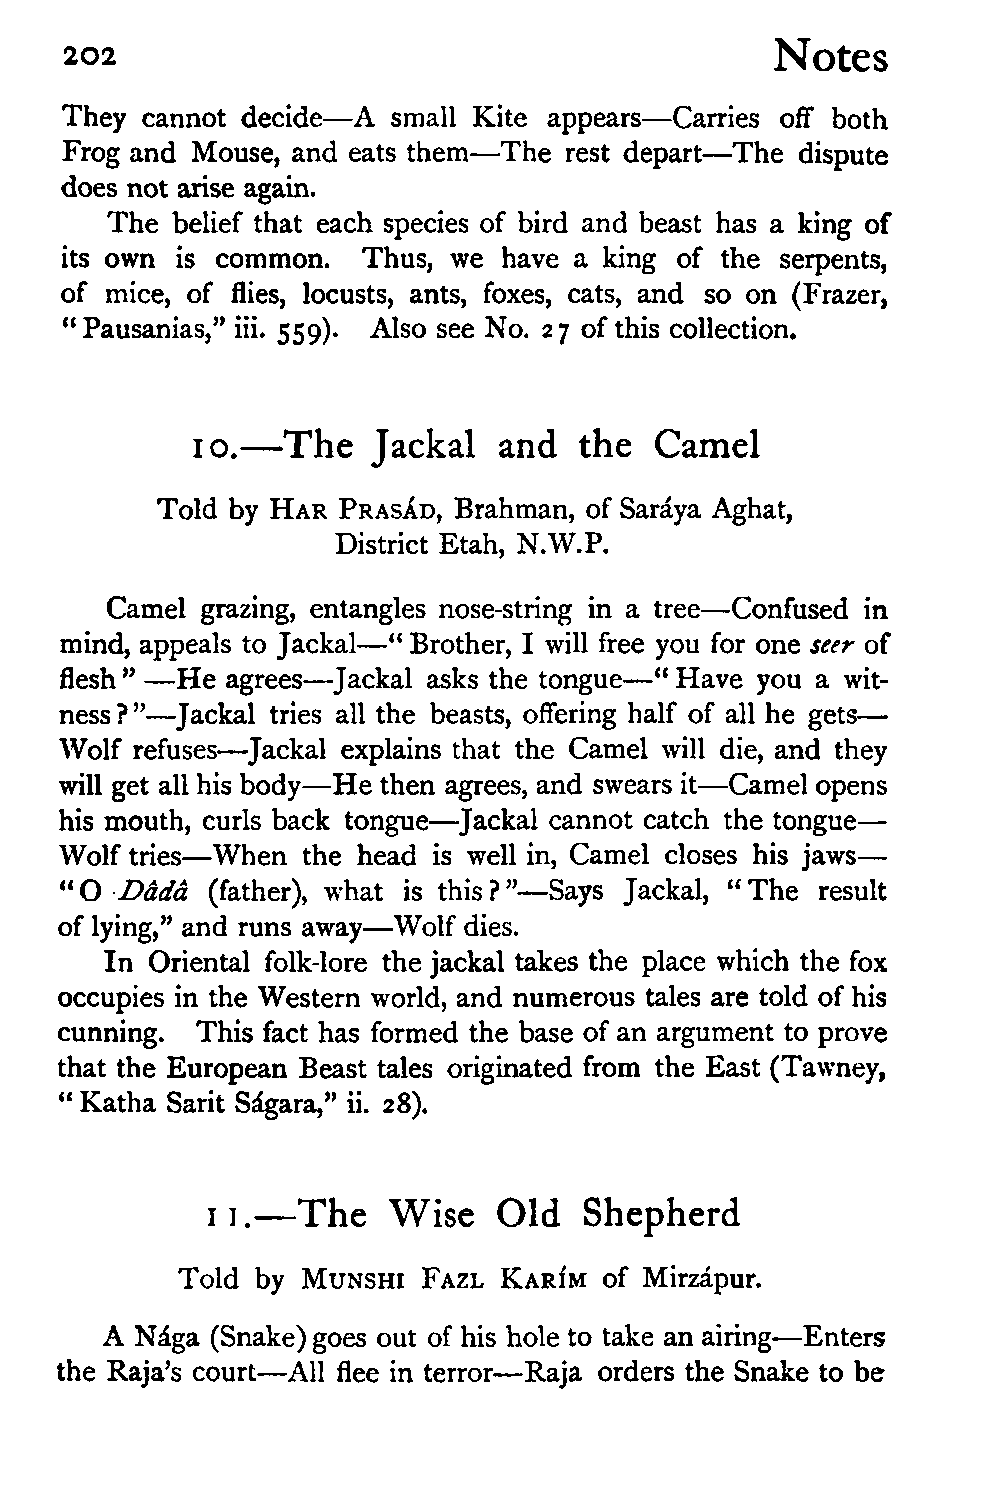 202 Notes
They cannot decide—A small Kite appears—Carries off both
Frog and Mouse, and eats them—The rest depart—The dispute
does not arise again.
The belief that each species of bird and beast has a king of
its own is common. Thus, we have a king of the serpents,
of mice, of flies, locusts, ants, foxes, cats, and so on (Frazer,
“Pausanias,” iii. 559). Also see No. 27 of this collection.
10.—The Jackal and the Camel
Told by HAR PRASÁD, Brahman, of Saráya Aghat,
District Etah, N.W.P.
Camel grazing, entangles nose-string in a tree—Confused in
mind, appeals to Jackal—“Brother, I will free you for one seer of
flesh”—He agrees—Jackal asks the tongue—“Have you a wit-
ness?”—Jackal tries all the beasts, offering half of all he gets—
Wolf refuses—Jackal explains that the Camel will die, and they
will get all his body—He then agrees, and swears it—Camel opens
his mouth, curls back tongue—Jackal cannot catch the tongue—
Wolf tries—When the head is well in, Camel closes his jaws—
“O Dâdâ (father), what is this?”—Says Jackal, “The result
of lying,” and runs away—Wolf dies.
In Oriental folk-lore the jackal takes the place which the fox
occupies in the Western world, and numerous tales are told of his
cunning. This fact has formed the base of an argument to prove
that the European Beast tales originated from the East (Tawney,
“Katha Sarit Ságara,” ii. 28).
11.—The Wise Old Shepherd
Told by MUNSHI FAZL KARÍM of Mirzápur.
A Nága (Snake) goes out of his hole to take an airing—Enters
the Raja's court—All flee in terror—Raja orders the Snake to be